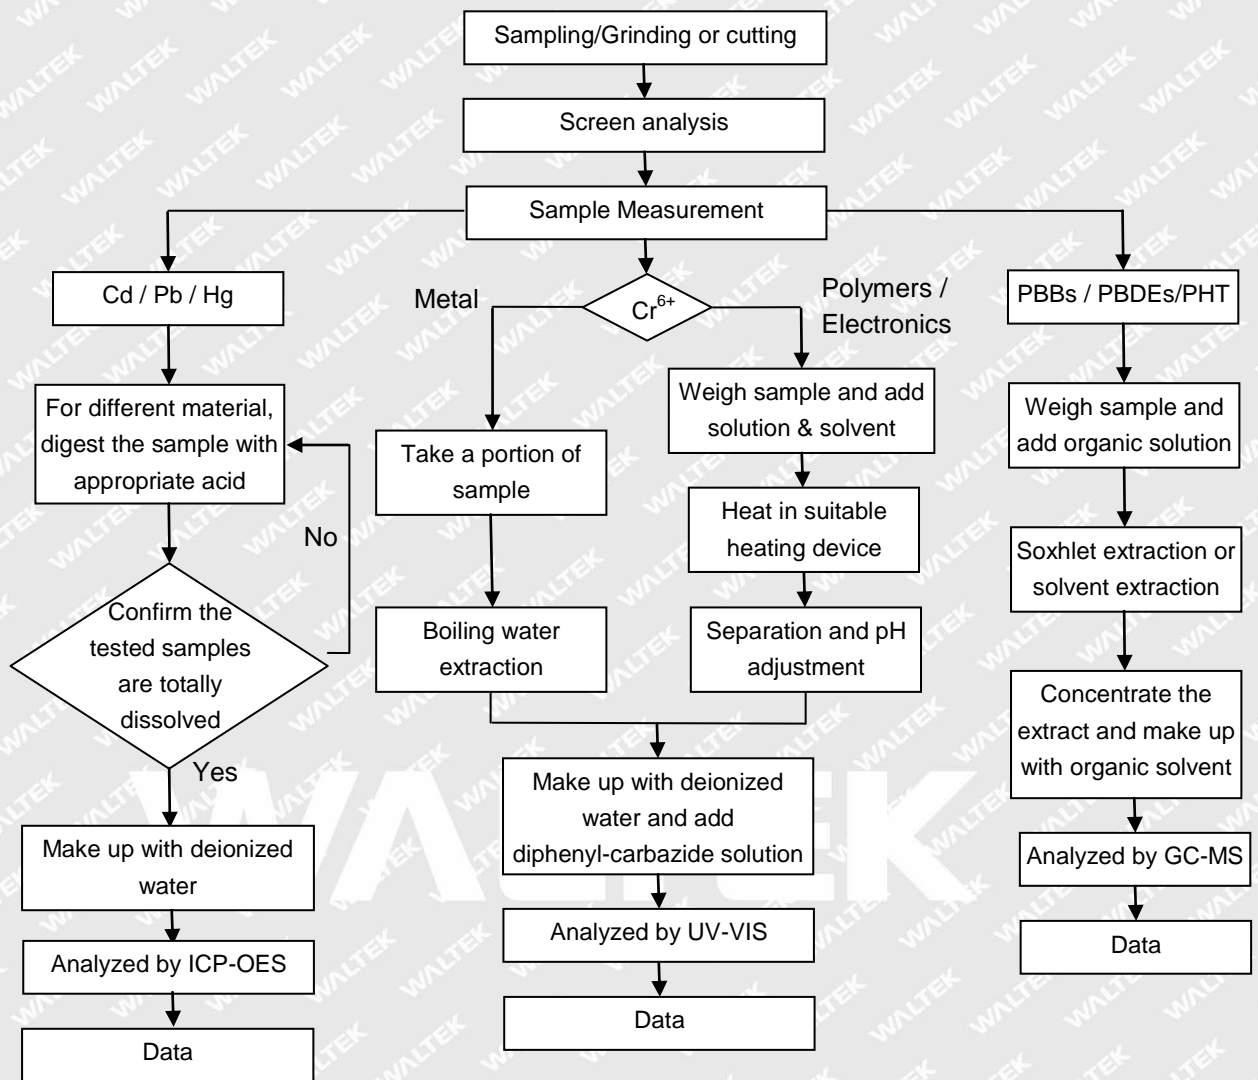 Sampling/Grinding or cutting
Screen analysis
Sample Measurement
Cd / Pb / Hg
For different material,
digest the sample with
appropriate acid
No
Confirm the
tested samples
are totally
dissolved
Yes
Make up with deionized
water
Analyzed by ICP-OES
Data
Cr6+
Metal
Take a portion of
sample
Boiling water
extraction
Polymers /
Electronics
Weigh sample and add
solution & solvent
Heat in suitable
heating device
Separation and pH
adjustment
Make up with deionized
water and add
diphenyl-carbazide solution
Analyzed by UV-VIS
Data
PBBs / PBDEs/PHT
Weigh sample and
add organic solution
Soxhlet extraction or
solvent extraction
Concentrate the
extract and make up
with organic solvent
Analyzed by GC-MS
Data
WALTEK